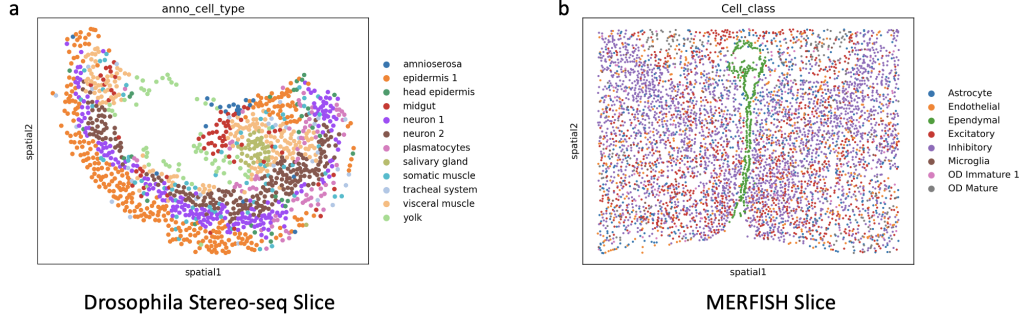 a
anno_cell_type
spatial2
spatial1
amnioserosa
epidermis 1
head epidermis
midgut
neuron 1
neuron 2
plasmatocytes
salivary gland
somatic muscle
tracheal system
visceral muscle
yolk
Drosophila Stereo-seq Slice
b
Cell_class
spatial2
spatial1
Astrocyte
Endothelial
Ependymal
Excitatory
Inhibitory
Microglia
OD Immature 1
OD Mature
MERFISH Slice